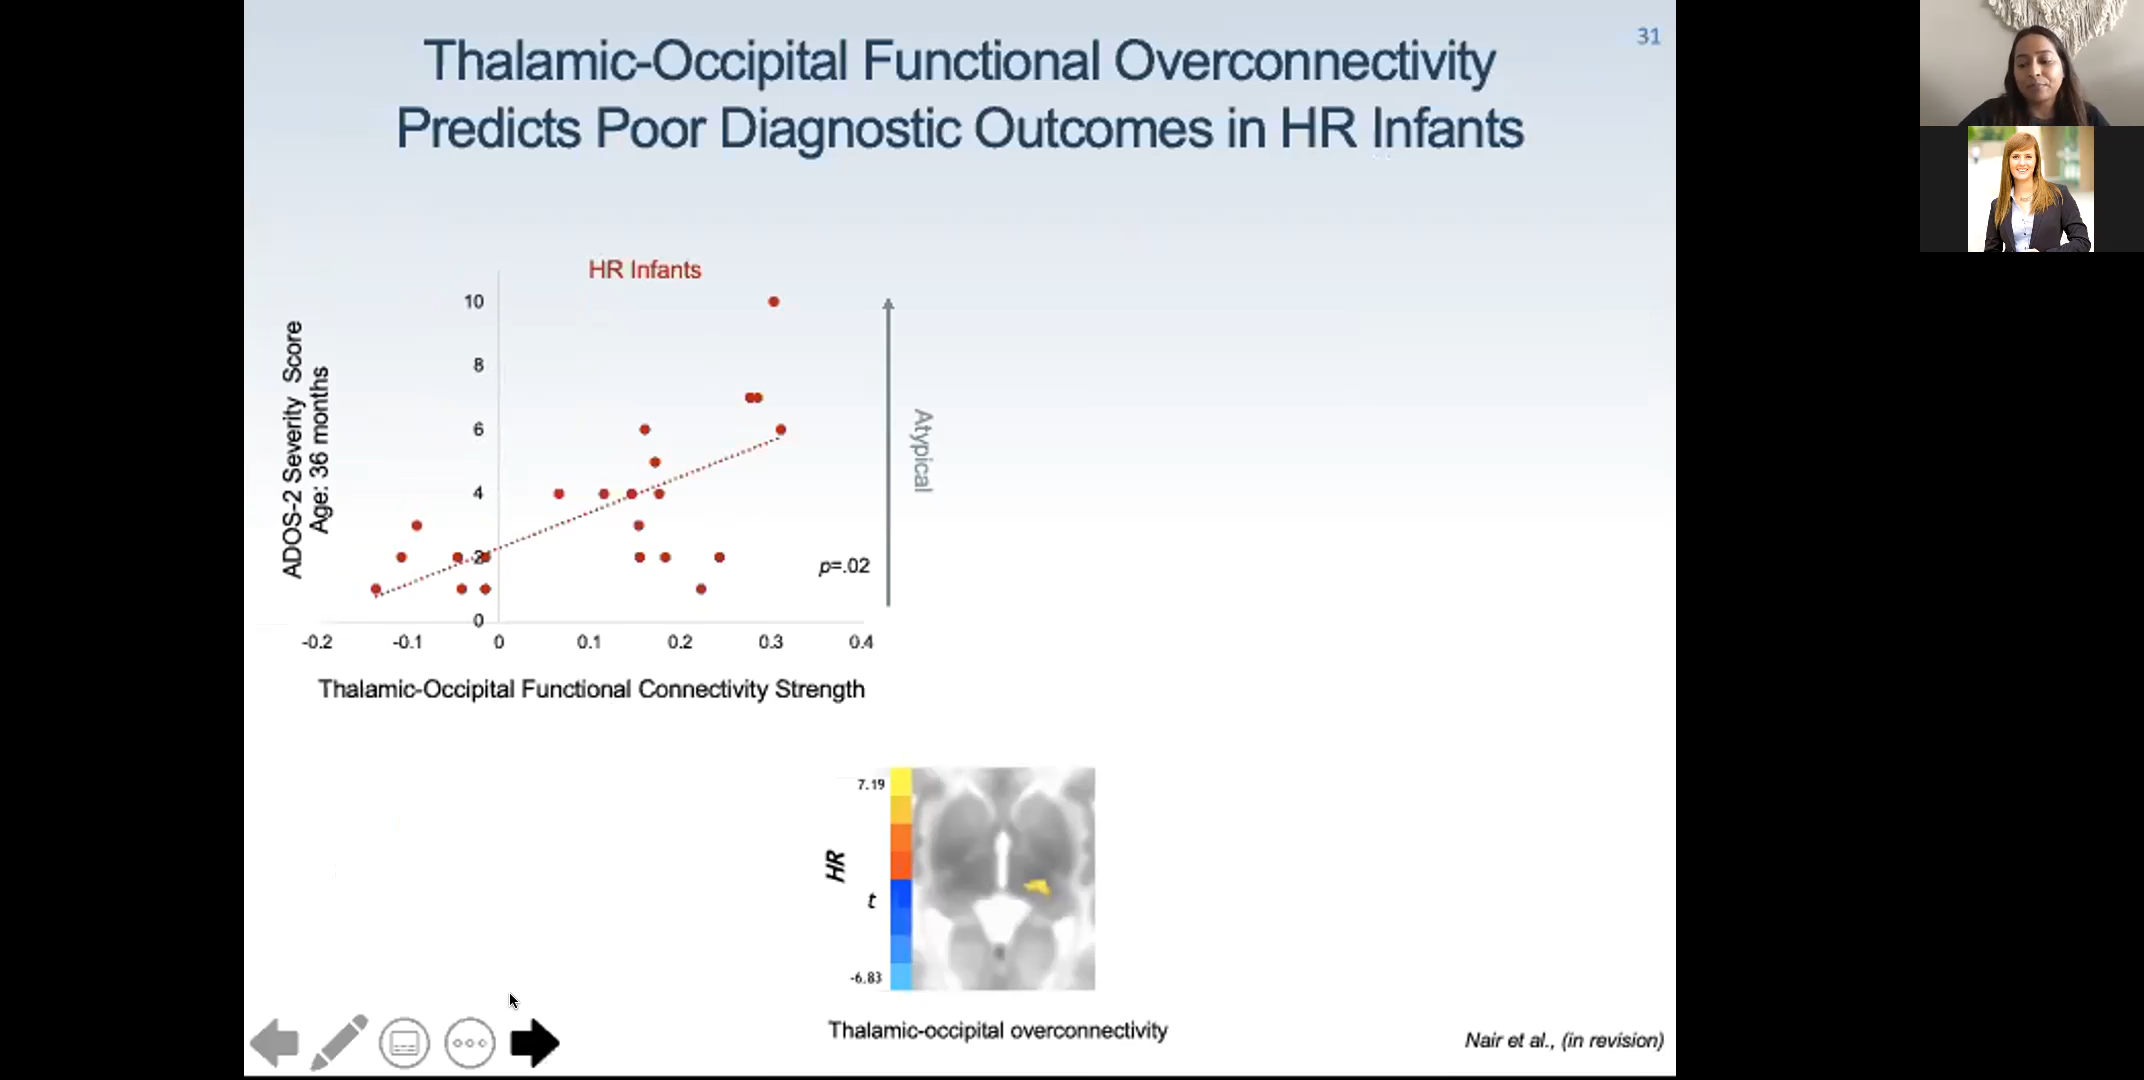 Thalamic-Occipital Functional Overconnectivity
Predicts Poor Diagnostic Outcomes in HR Infants
31
HR Infants
ADOS-2 Severity Score
Age: 36 months
10
8
6
4
2
0
-0.2
-0.1
0
0.1
0.2
0.3
0.4
p=.02
Atypical
Thalamic-Occipital Functional Connectivity Strength
7.19
HR
t
-6.83
Thalamic-occipital overconnectivity
Nair et al., (in revision)